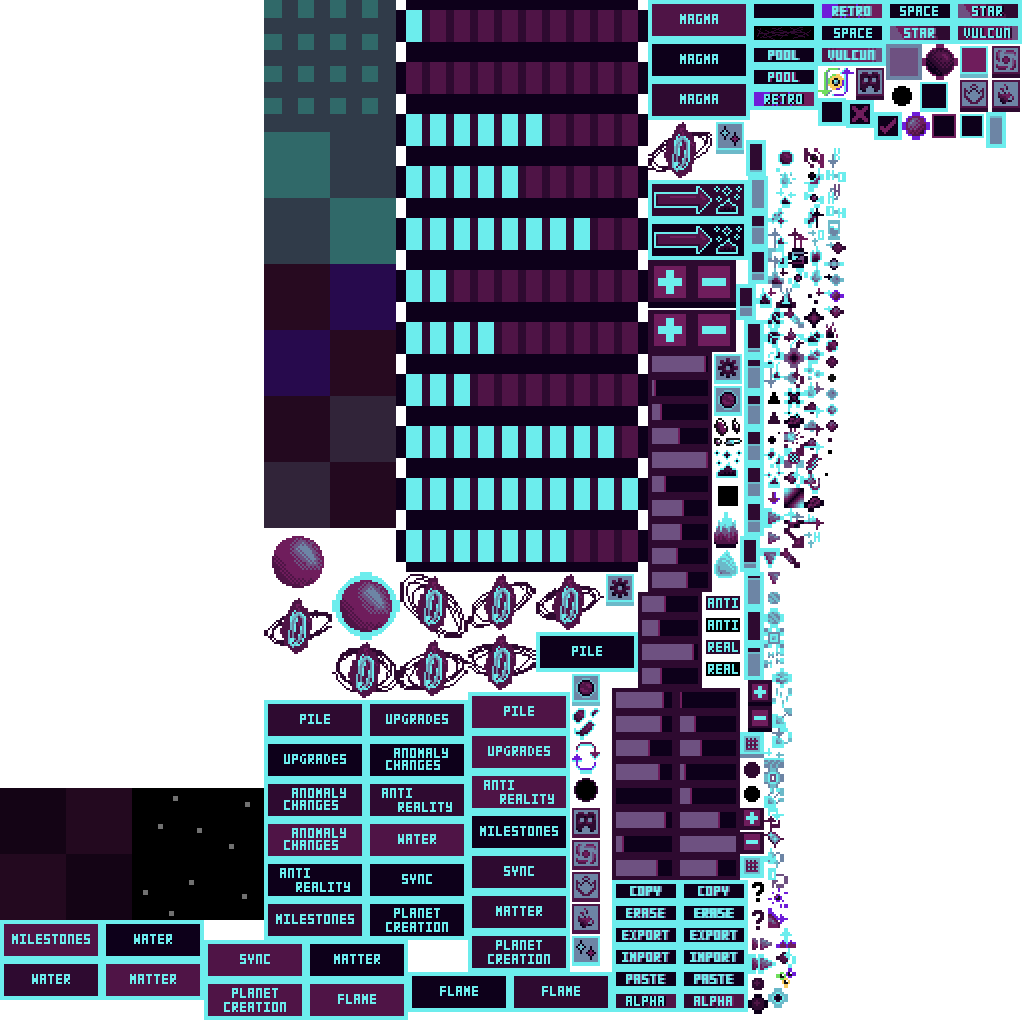 MAGMA
RETRO
SPACE
STAR
SPACE
STAR
VULCUN
MAGMA
POOL
VULCUN
POOL
MAGMA
RETRO
ANTI
ANTI
REAL
REAL
PILE
PILE
UPGRADES
PILE
UPGRADES
ANOMALY
CHANGES
UPGRADES
ANOMALY
CHANGES
ANTI
REALITY
ANTI
REALITY
ANOMALY
CHANGES
WATER
MILESTONES
ANTI
REALITY
SYNC
SYNC
MILESTONES
PLANET
CREATION
MATTER
MILESTONES
WATER
SYNC
MATTER
PLANET
CREATION
WATER
MATTER
PLANET
CREATION
FLAME
FLAME
FLAME
COPY
COPY
ERASE
ERASE
EXPORT
EXPORT
IMPORT
IMPORT
PASTE
PASTE
ALPHA
ALPHA
?
?